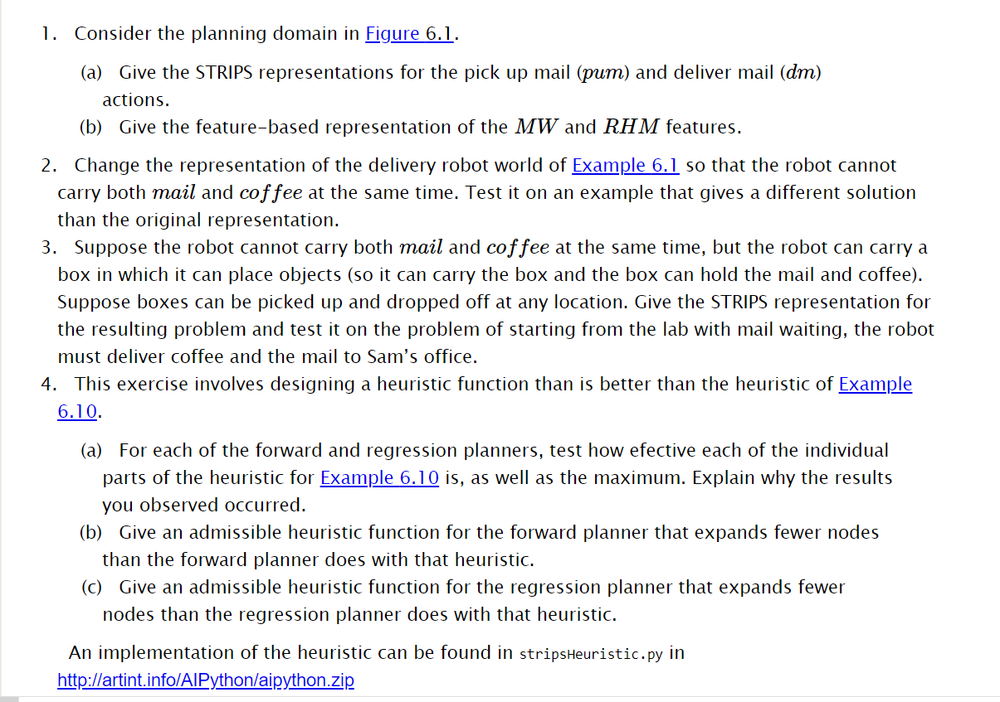 1. Consider the planning domain in Figure 6.1.
(a) Give the STRIPS representations for the pick up mail (pum) and deliver mail (dm)
actions.
(b) Give the feature-based representation of the MW and RHM features.
2. Change the representation of the delivery robot world of Example 6.1 so that the robot cannot
carry both mail and coffee at the same time. Test it on an example that gives a different solution
than the original representation.
3. Suppose the robot cannot carry both mail and coffee at the same time, but the robot can carry a
box in which it can place objects (so it can carry the box and the box can hold the mail and coffee).
Suppose boxes can be picked up and dropped off at any location. Give the STRIPS representation for
the resulting problem and test it on the problem of starting from the lab with mail waiting, the robot
must deliver coffee and the mail to Sam's office.
4. This exercise involves designing a heuristic function than is better than the heuristic of Example
6.10.
(a) For each of the forward and regression planners, test how efective each of the individual
parts of the heuristic for Example 6.10 is, as well as the maximum. Explain why the results
you observed occurred.
(b) Give an admissible heuristic function for the forward planner that expands fewer nodes
than the forward planner does with that heuristic.
(c) Give an admissible heuristic function for the regression planner that expands fewer
nodes than the regression planner does with that heuristic.
An implementation of the heuristic can be found in stripsHeuristic.py in
http://artint.info/AIPython/aipython.zip